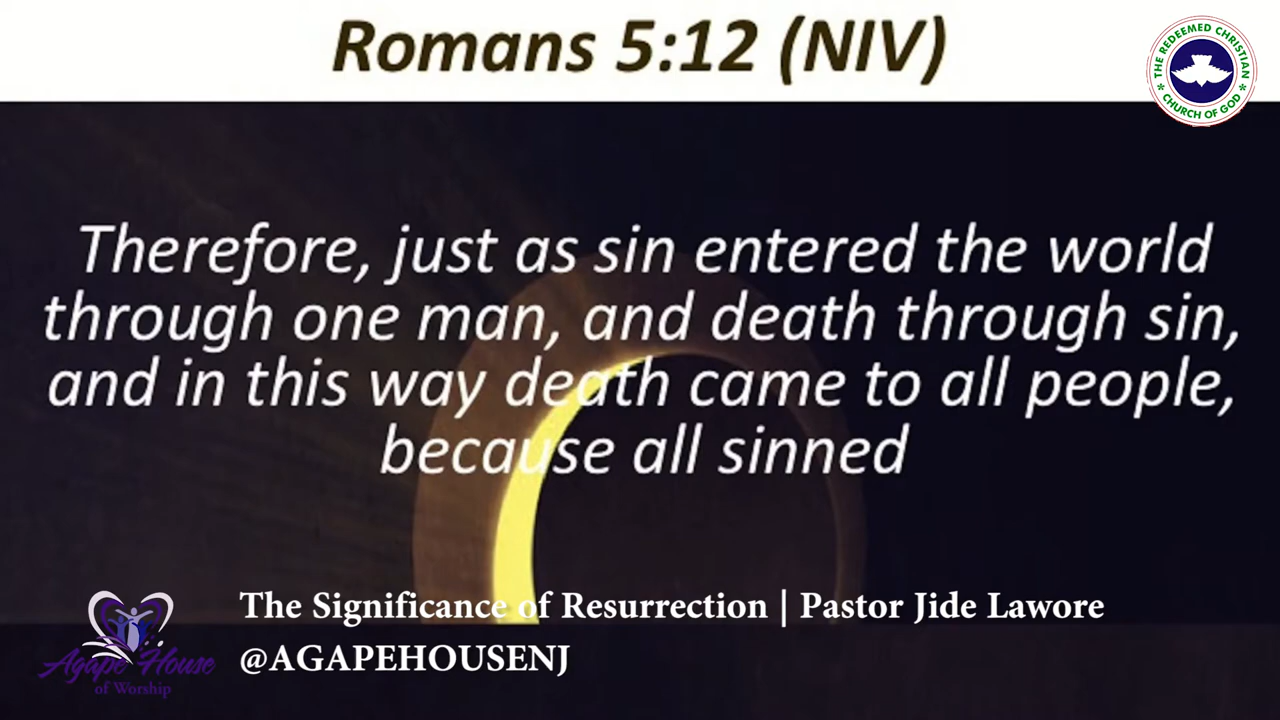 Romans 5:12 (NIV)
THE REDEEMED CHRISTIAN
* CHURCH OF GOD *
Therefore, just as sin entered the world
through one man, and death through sin,
and in this way death came to all people,
because all sinned
The Significance of Resurrection | Pastor Jide Lawore
@AGAPEHOUSENJ
Agape House
of Worship